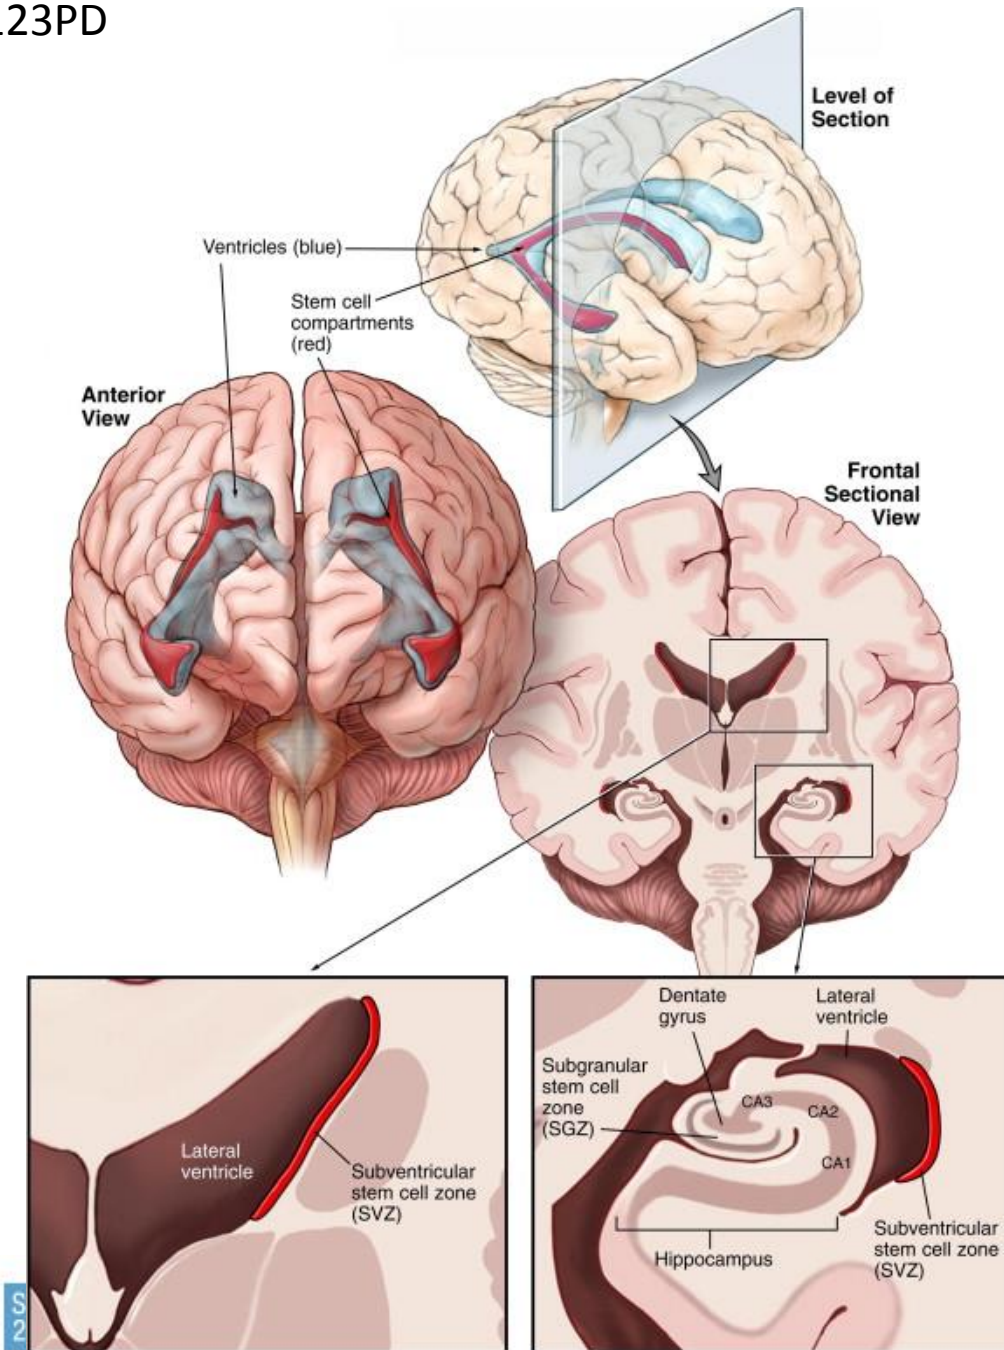 123PD
Level of
Section
Ventricles (blue)
Stem cell
compartments
(red)
Anterior
View
Frontal
Sectional
View
Lateral
ventricle
Subventricular
stem cell zone
(SVZ)
Dentate
gyrus
Lateral
ventricle
Subgranular
stem cell
zone
(SGZ)
CA3
CA2
CA1
Hippocampus
Subventricular
stem cell zone
(SVZ)
S
2